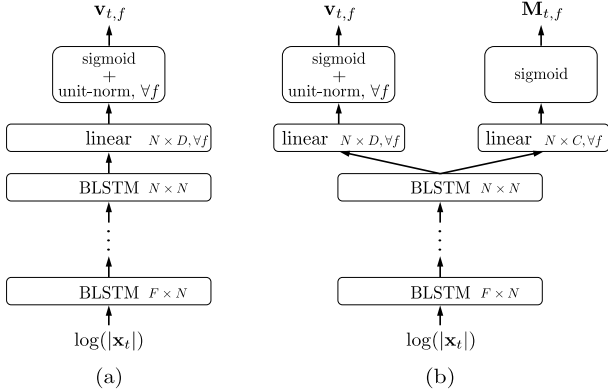 v_{t,f}
sigmoid
+
unit-norm, ∀f
linear N × D, ∀f
BLSTM N × N
BLSTM F × N
log(|x_t|)
(a)
v_{t,f} M_{t,f}
sigmoid
+
unit-norm, ∀f
sigmoid
linear N × D, ∀f
linear N × C, ∀f
BLSTM N × N
BLSTM F × N
log(|x_t|)
(b)